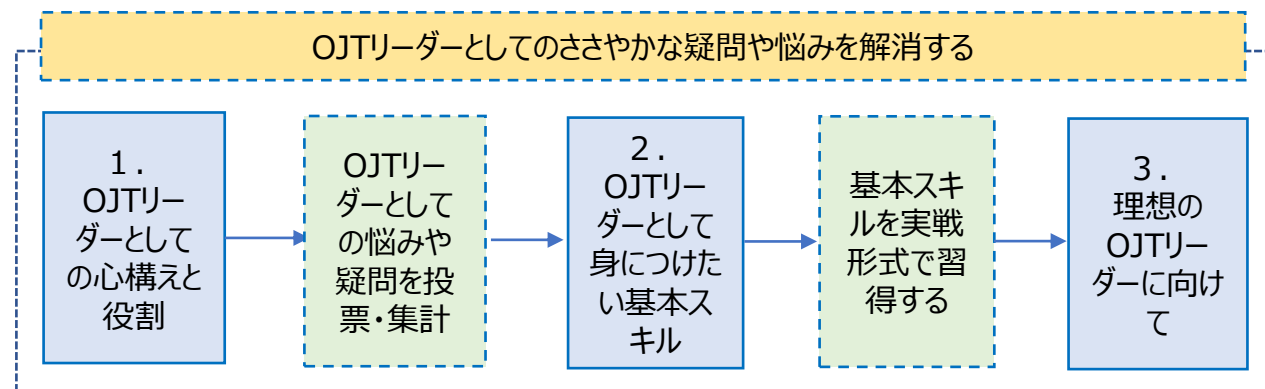 OJTリーダーとしてのささやかな疑問や悩みを解消する
１.
OJTリー
ダーとして
の心構えと
役割
OJTリー
ダーとして
の悩みや
疑問を投
票・集計
２.
OJTリー
ダーとして
身につけた
い基本ス
キル
基本スキ
ルを実戦
形式で習
得する
３.
理想の
OJTリー
ダーに向け
て